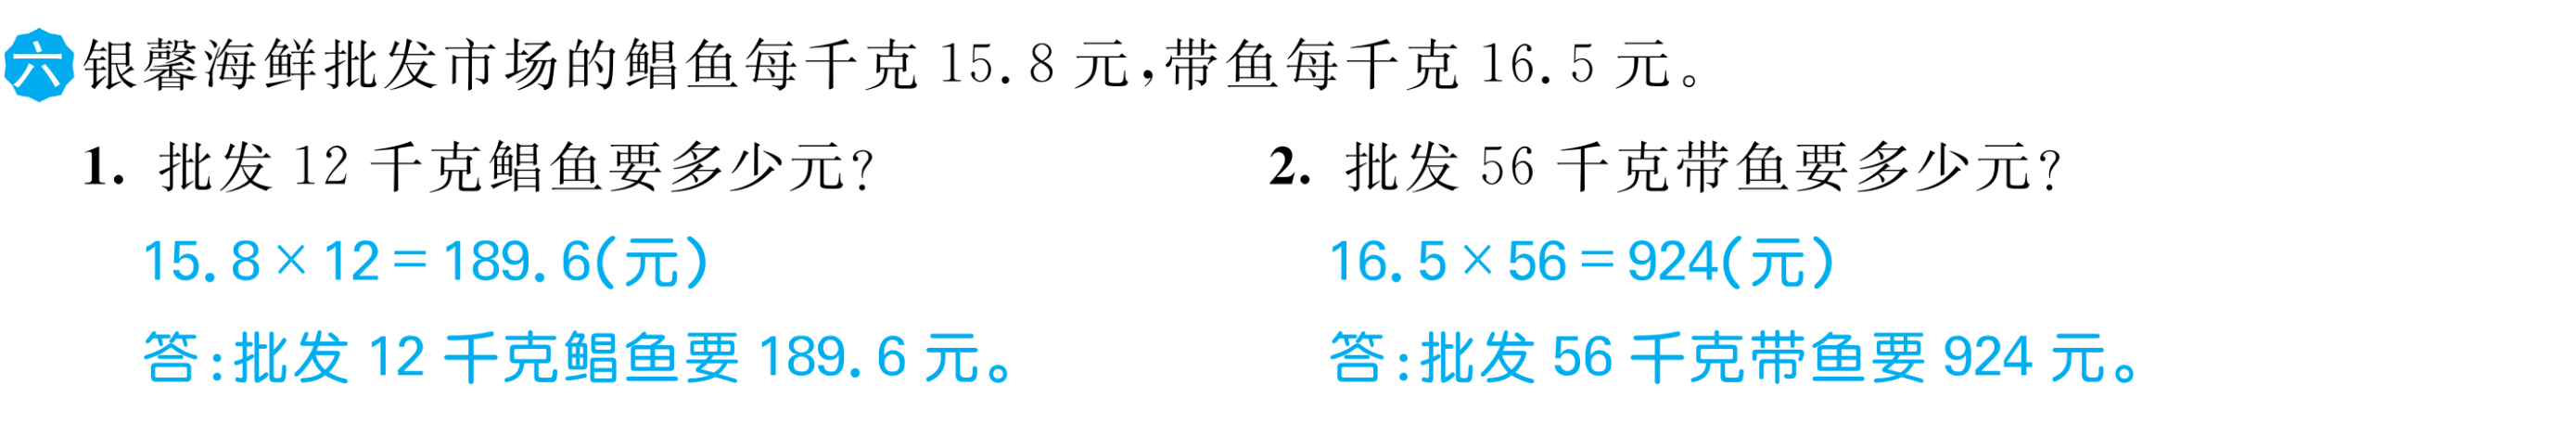 六 银馨海鲜批发市场的鲳鱼每千克 15.8 元,带鱼每千克 16.5 元。
1. 批发 12 千克鲳鱼要多少元?
15.8×12=189.6(元)
答:批发 12 千克鲳鱼要 189.6 元。
2. 批发 56 千克带鱼要多少元?
16.5×56=924(元)
答:批发 56 千克带鱼要 924 元。